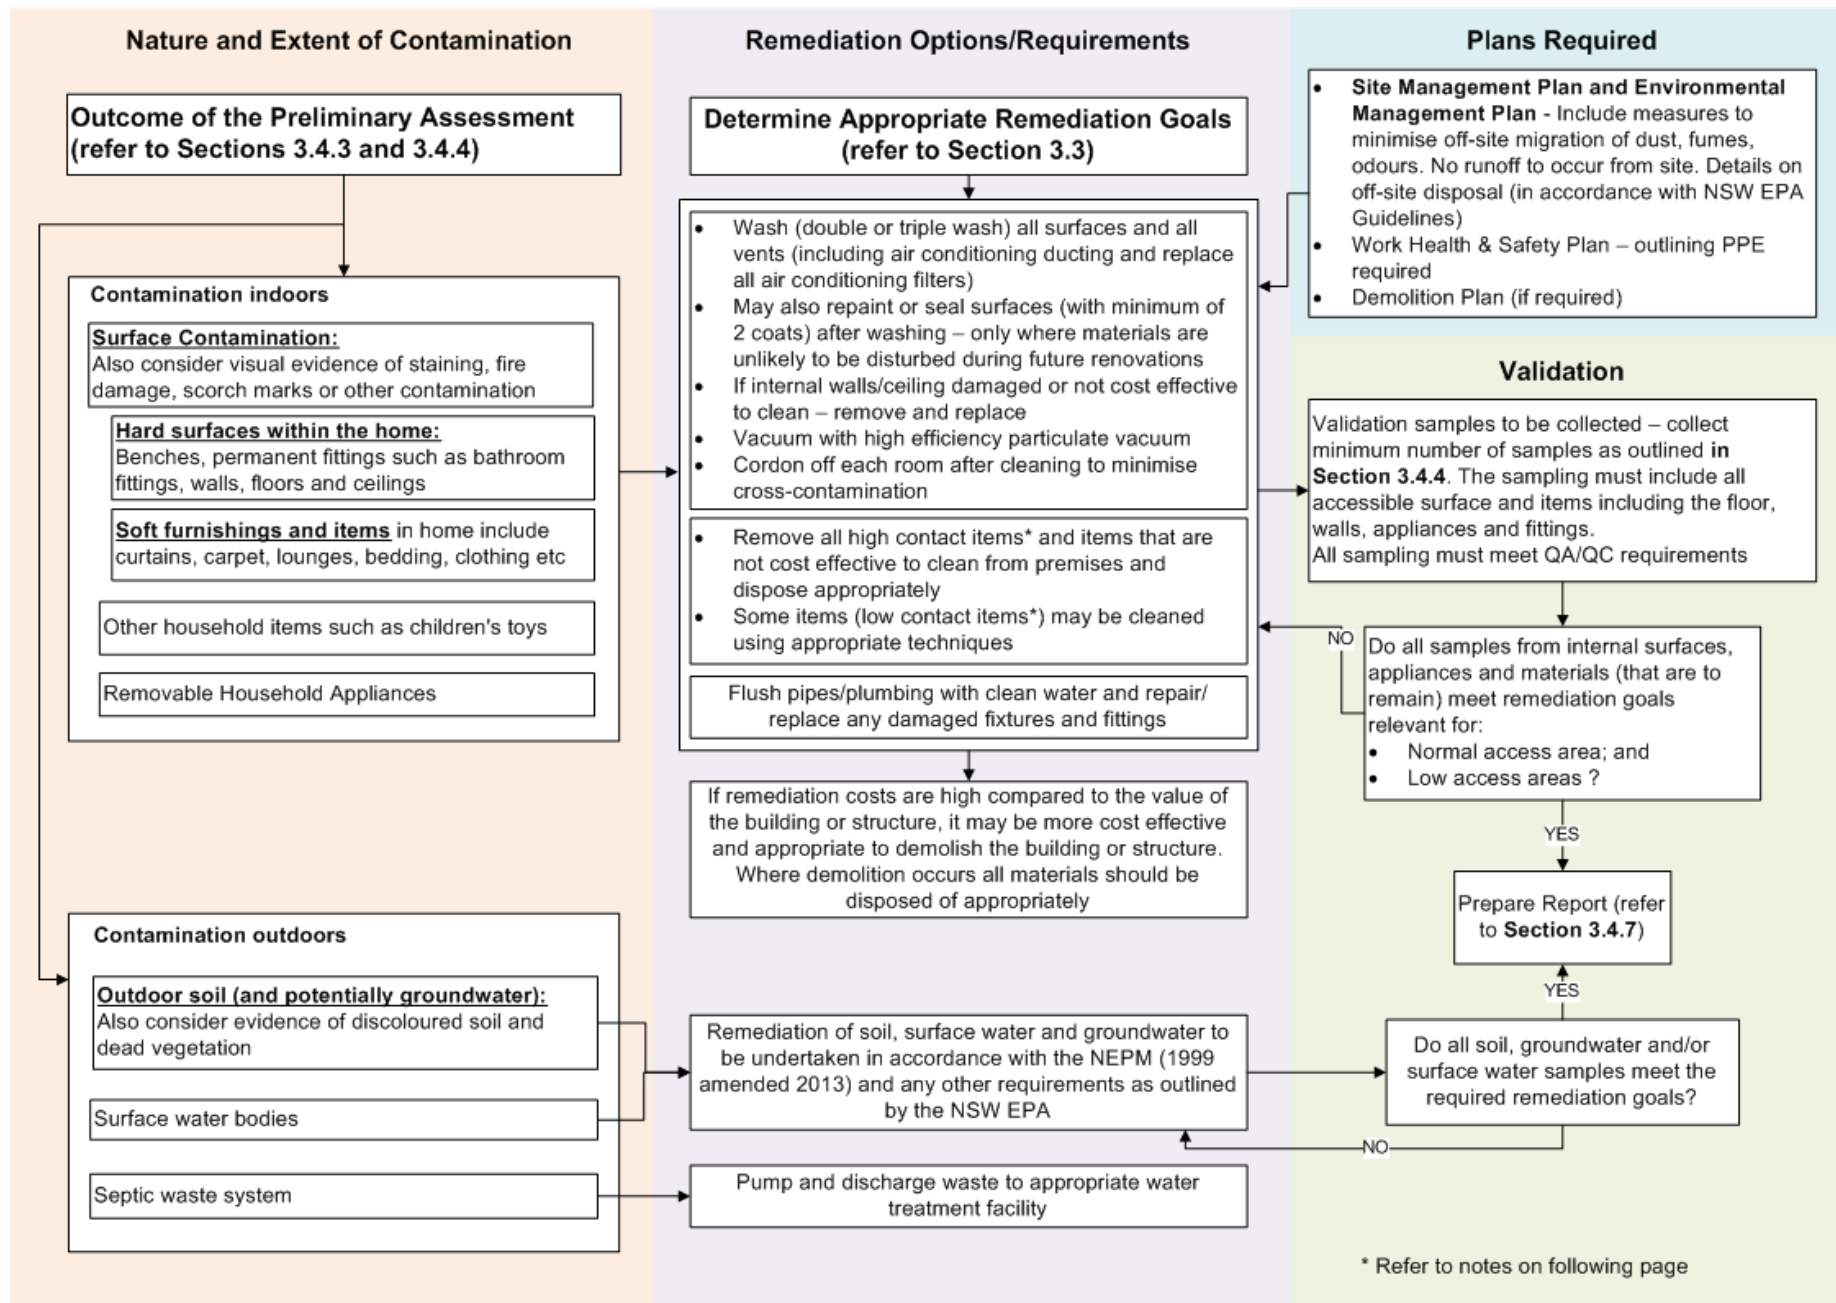 Nature and Extent of Contamination
Outcome of the Preliminary Assessment
(refer to Sections 3.4.3 and 3.4.4)
Contamination indoors
Surface Contamination:
Also consider visual evidence of staining, fire
damage, scorch marks or other contamination
Hard surfaces within the home:
Benches, permanent fittings such as bathroom
fittings, walls, floors and ceilings
Soft furnishings and items in home include
curtains, carpet, lounges, bedding, clothing etc
Other household items such as children's toys
Removable Household Appliances
Contamination outdoors
Outdoor soil (and potentially groundwater):
Also consider evidence of discoloured soil and
dead vegetation
Surface water bodies
Septic waste system
Remediation Options/Requirements
Determine Appropriate Remediation Goals
(refer to Section 3.3)
• Wash (double or triple wash) all surfaces and all
vents (including air conditioning ducting and replace
all air conditioning filters)
• May also repaint or seal surfaces (with minimum of
2 coats) after washing – only where materials are
unlikely to be disturbed during future renovations
• If internal walls/ceiling damaged or not cost effective
to clean – remove and replace
• Vacuum with high efficiency particulate vacuum
• Cordon off each room after cleaning to minimise
cross-contamination
• Remove all high contact items* and items that are
not cost effective to clean from premises and
dispose appropriately
• Some items (low contact items*) may be cleaned
using appropriate techniques
Flush pipes/plumbing with clean water and repair/
replace any damaged fixtures and fittings
If remediation costs are high compared to the value of
the building or structure, it may be more cost effective
and appropriate to demolish the building or structure.
Where demolition occurs all materials should be
disposed of appropriately
Remediation of soil, surface water and groundwater to
be undertaken in accordance with the NEPM (1999
amended 2013) and any other requirements as outlined
by the NSW EPA
Pump and discharge waste to appropriate water
treatment facility
Plans Required
• Site Management Plan and Environmental
Management Plan - Include measures to
minimise off-site migration of dust, fumes,
odours. No runoff to occur from site. Details on
off-site disposal (in accordance with NSW EPA
Guidelines)
• Work Health & Safety Plan – outlining PPE
required
• Demolition Plan (if required)
Validation
Validation samples to be collected – collect
minimum number of samples as outlined in
Section 3.4.4. The sampling must include all
accessible surface and items including the floor,
walls, appliances and fittings.
All sampling must meet QA/QC requirements
NO
Do all samples from internal surfaces,
appliances and materials (that are to
remain) meet remediation goals
relevant for:
• Normal access area; and
• Low access areas ?
YES
Prepare Report (refer
to Section 3.4.7)
YES
Do all soil, groundwater and/or
surface water samples meet the
required remediation goals?
NO
* Refer to notes on following page